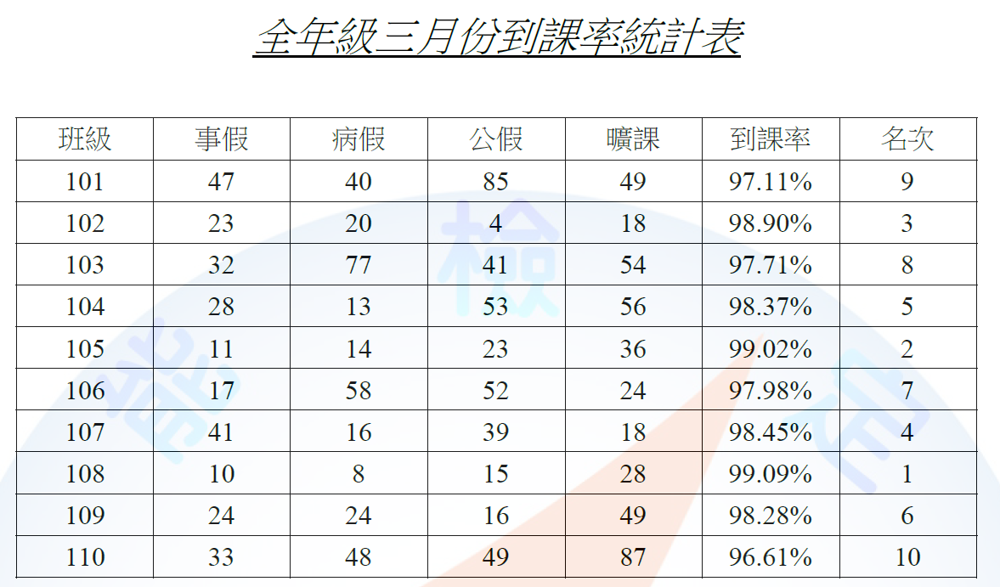 全年級三月份到課率統計表
班級 事假 病假 公假 曠課 到課率 名次
101 47 40 85 49 97.11% 9
102 23 20 4 18 98.90% 3
103 32 77 41 54 97.71% 8
104 28 13 53 56 98.37% 5
105 11 14 23 36 99.02% 2
106 17 58 52 24 97.98% 7
107 41 16 39 18 98.45% 4
108 10 8 15 28 99.09% 1
109 24 24 16 49 98.28% 6
110 33 48 49 87 96.61% 10
能檢定